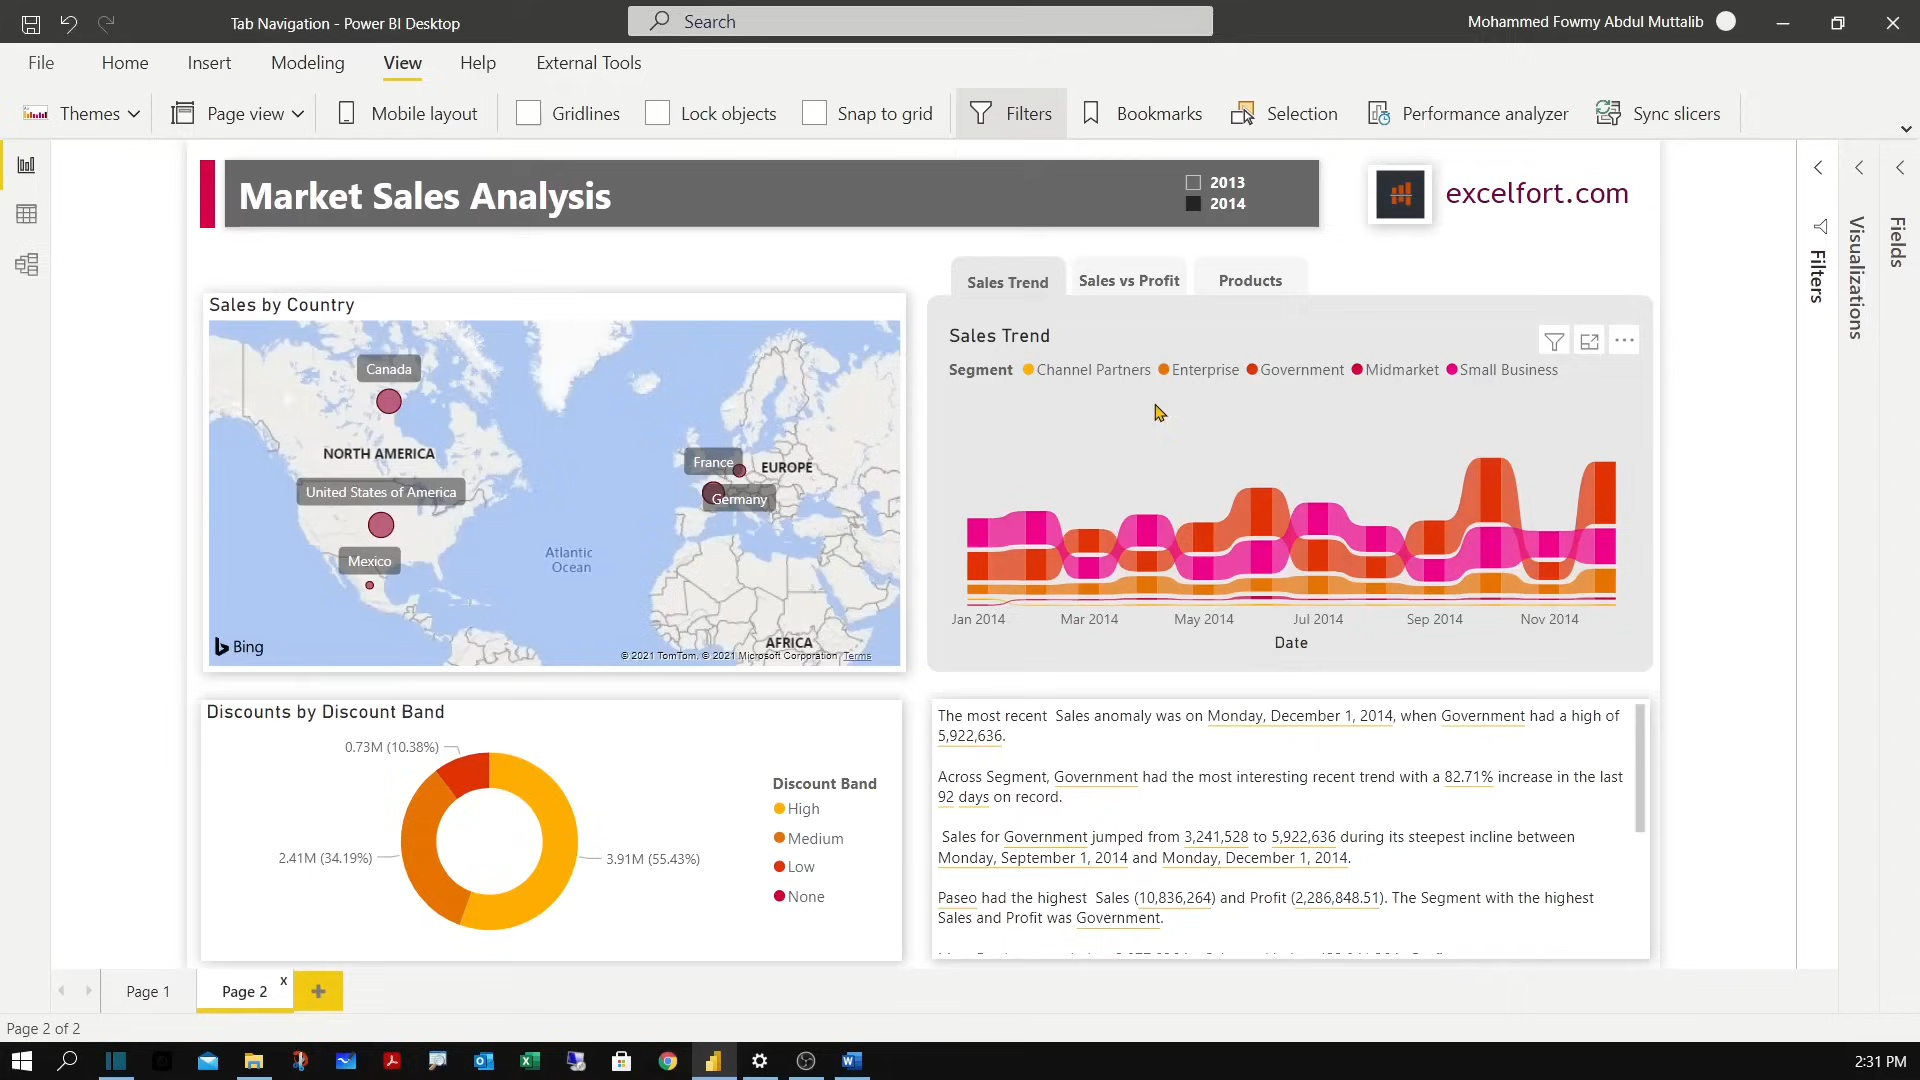 Tab Navigation - Power BI Desktop
Search
Mohammed Fowmy Abdul Muttalib
File Home Insert Modeling View Help External Tools
Themes Page view Mobile layout Gridlines Lock objects Snap to grid Filters Bookmarks Selection Performance analyzer Sync slicers
Market Sales Analysis
2013
2014
excelfort.com
Filters
Visualizations
Fields
Sales by Country
Canada
NORTH AMERICA
United States of America
Mexico
Atlantic
Ocean
France
EUROPE
Germany
AFRICA
Bing
© 2021 TomTom, © 2021 Microsoft Corporation Terms
Sales Trend Sales vs Profit Products
Sales Trend
Segment Channel Partners Enterprise Government Midmarket Small Business
Jan 2014 Mar 2014 May 2014 Jul 2014 Sep 2014 Nov 2014
Date
Discounts by Discount Band
0.73M (10.38%)
2.41M (34.19%)
3.91M (55.43%)
Discount Band
High
Medium
Low
None
The most recent Sales anomaly was on Monday, December 1, 2014, when Government had a high of
5,922,636.
Across Segment, Government had the most interesting recent trend with a 82.71% increase in the last
92 days on record.
Sales for Government jumped from 3,241,528 to 5,922,636 during its steepest incline between
Monday, September 1, 2014 and Monday, December 1, 2014.
Paseo had the highest Sales (10,836,264) and Profit (2,286,848.51). The Segment with the highest
Sales and Profit was Government.
Page 1 Page 2 x +
Page 2 of 2
2:31 PM